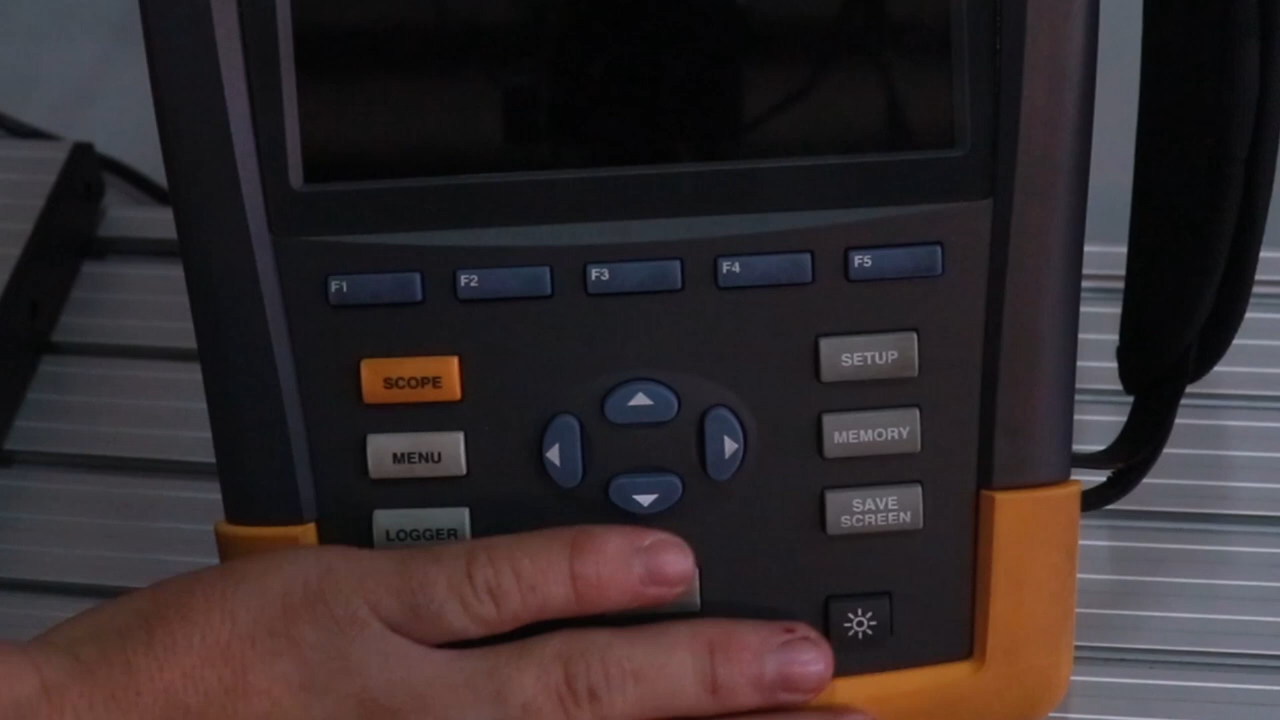 F1 F2 F3 F4 F5
SCOPE
SETUP
MENU
MEMORY
LOGGER
SAVE
SCREEN